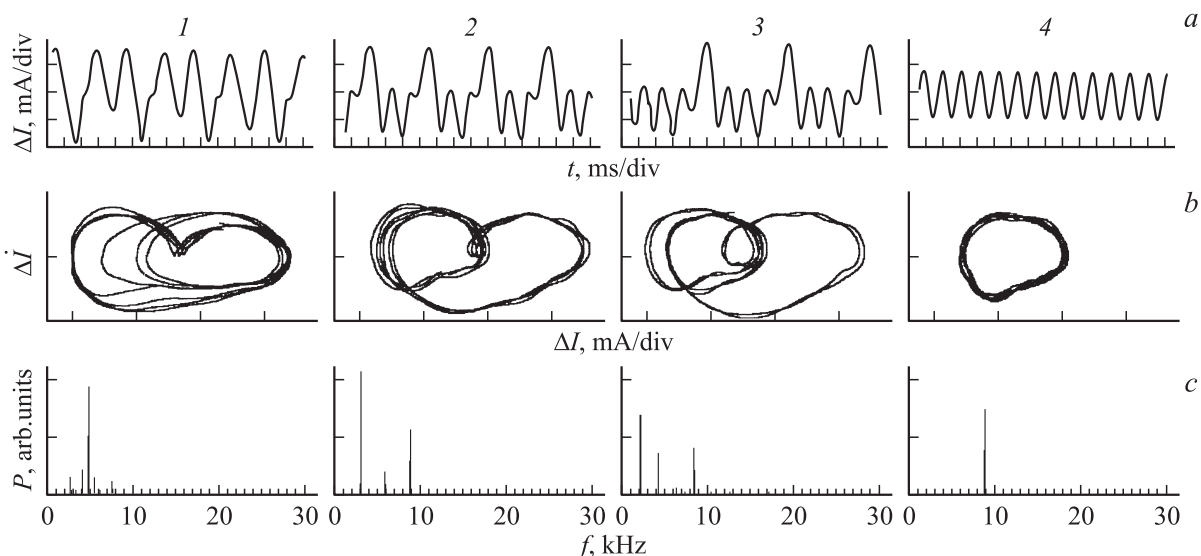 1 2 3 4 a
ΔI, mA/div
t, ms/div
b
Δİ
ΔI, mA/div
c
P, arb.units
0 10 20 30 0 10 20 30 0 10 20 30 0 10 20 30
f, kHz